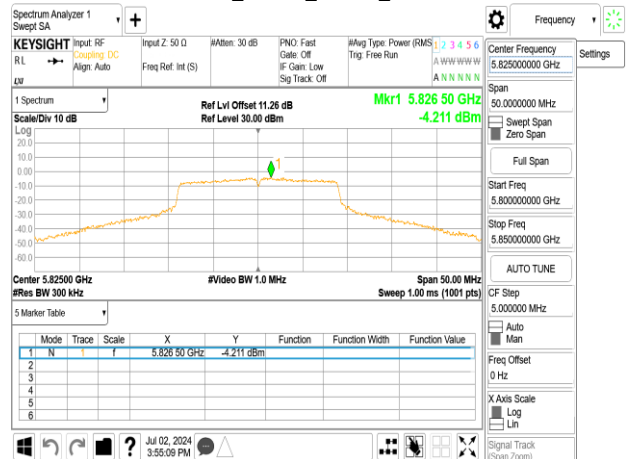 Spectrum Analyzer 1
Swept SA
Frequency
KEYSIGHT
RL
LXI
Input: RF
Coupling: DC
Align: Auto
Input Z: 50 Ω
Freq Ref: Int (S)
#Atten: 30 dB
PNO: Fast
Gate: Off
IF Gain: Low
Sig Track: Off
#Avg Type: Power (RMS
Trig: Free Run
1 2 3 4 5 6
A W W W W W
A N N N N N
Center Frequency
5.825000000 GHz
Settings
Span
50.0000000 MHz
Swept Span
Zero Span
Full Span
Start Freq
5.800000000 GHz
Stop Freq
5.850000000 GHz
AUTO TUNE
CF Step
5.000000 MHz
Auto
Man
Freq Offset
0 Hz
X Axis Scale
Log
Lin
Signal Track
(Span Zoom)
1 Spectrum
Scale/Div 10 dB
Ref Lvl Offset 11.26 dB
Ref Level 30.00 dBm
Mkr1 5.826 50 GHz
-4.211 dBm
Log
20.0
10.0
0.00
-10.0
-20.0
-30.0
-40.0
-50.0
-60.0
1
Center 5.82500 GHz
#Res BW 300 kHz
#Video BW 1.0 MHz
Span 50.00 MHz
Sweep 1.00 ms (1001 pts)
5 Marker Table
Mode Trace Scale X Y Function Function Width Function Value
1 N 1 f 5.826 50 GHz -4.211 dBm
2
3
4
5
6
?
Jul 02, 2024
3:55:09 PM